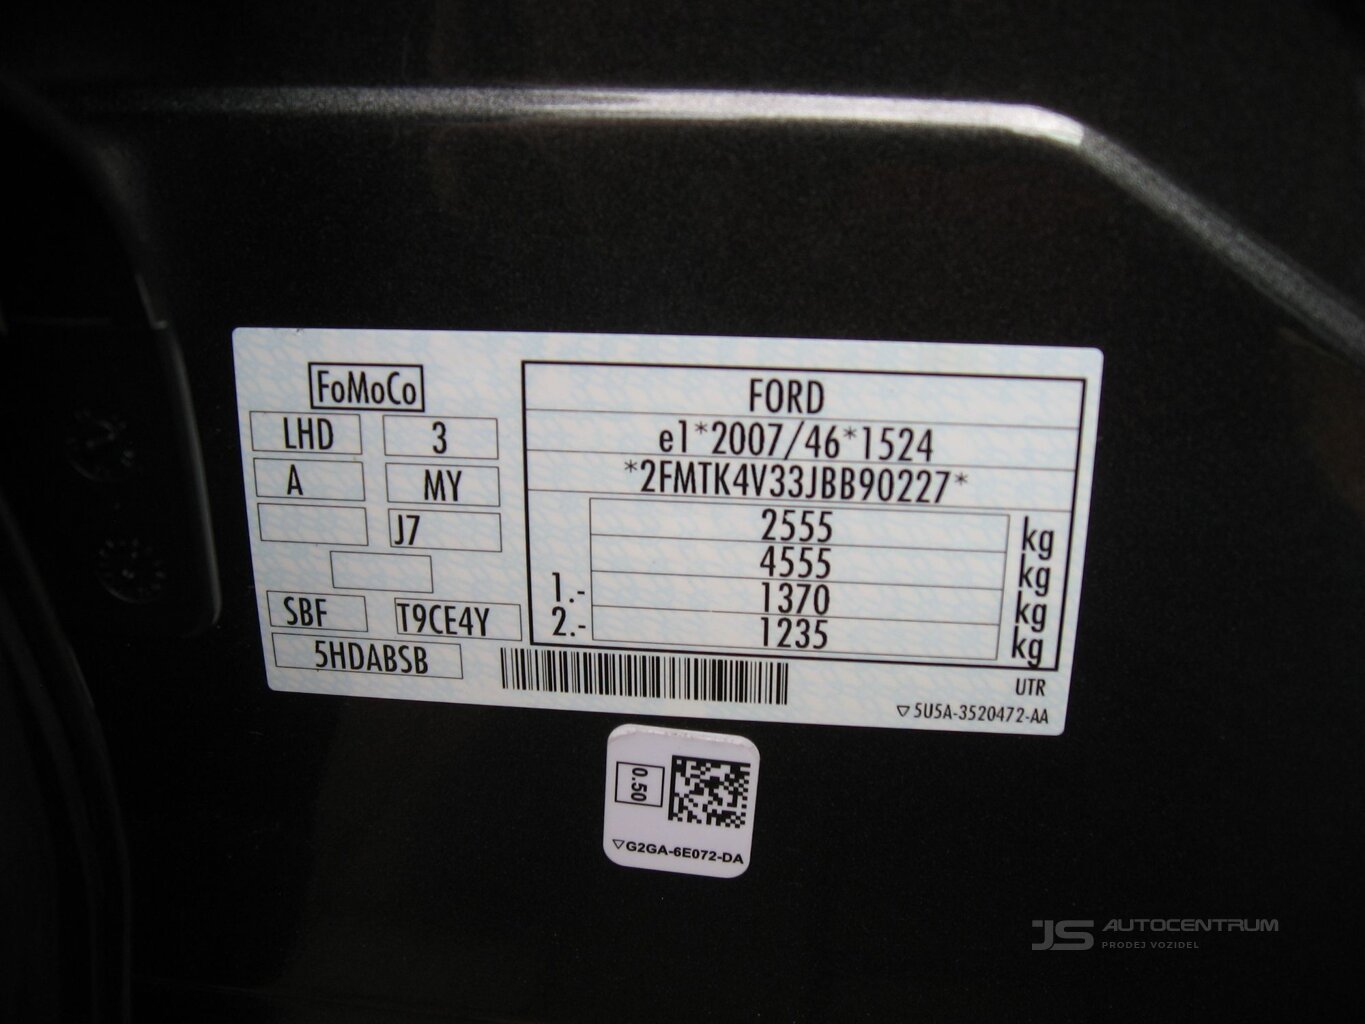 FoMoCo
LHD 3
A MY
J7
SBF T9CE4Y
5HDABSB
FORD
e1*2007/46*1524
*2FMTK4V33JBB90227*
2555 kg
4555 kg
1.- 1370 kg
2.- 1235 kg
UTR
5U5A-3520472-AA
0.50
G2GA-6E072-DA
JS AUTOCENTRUM
PRODEJ VOZIDEL